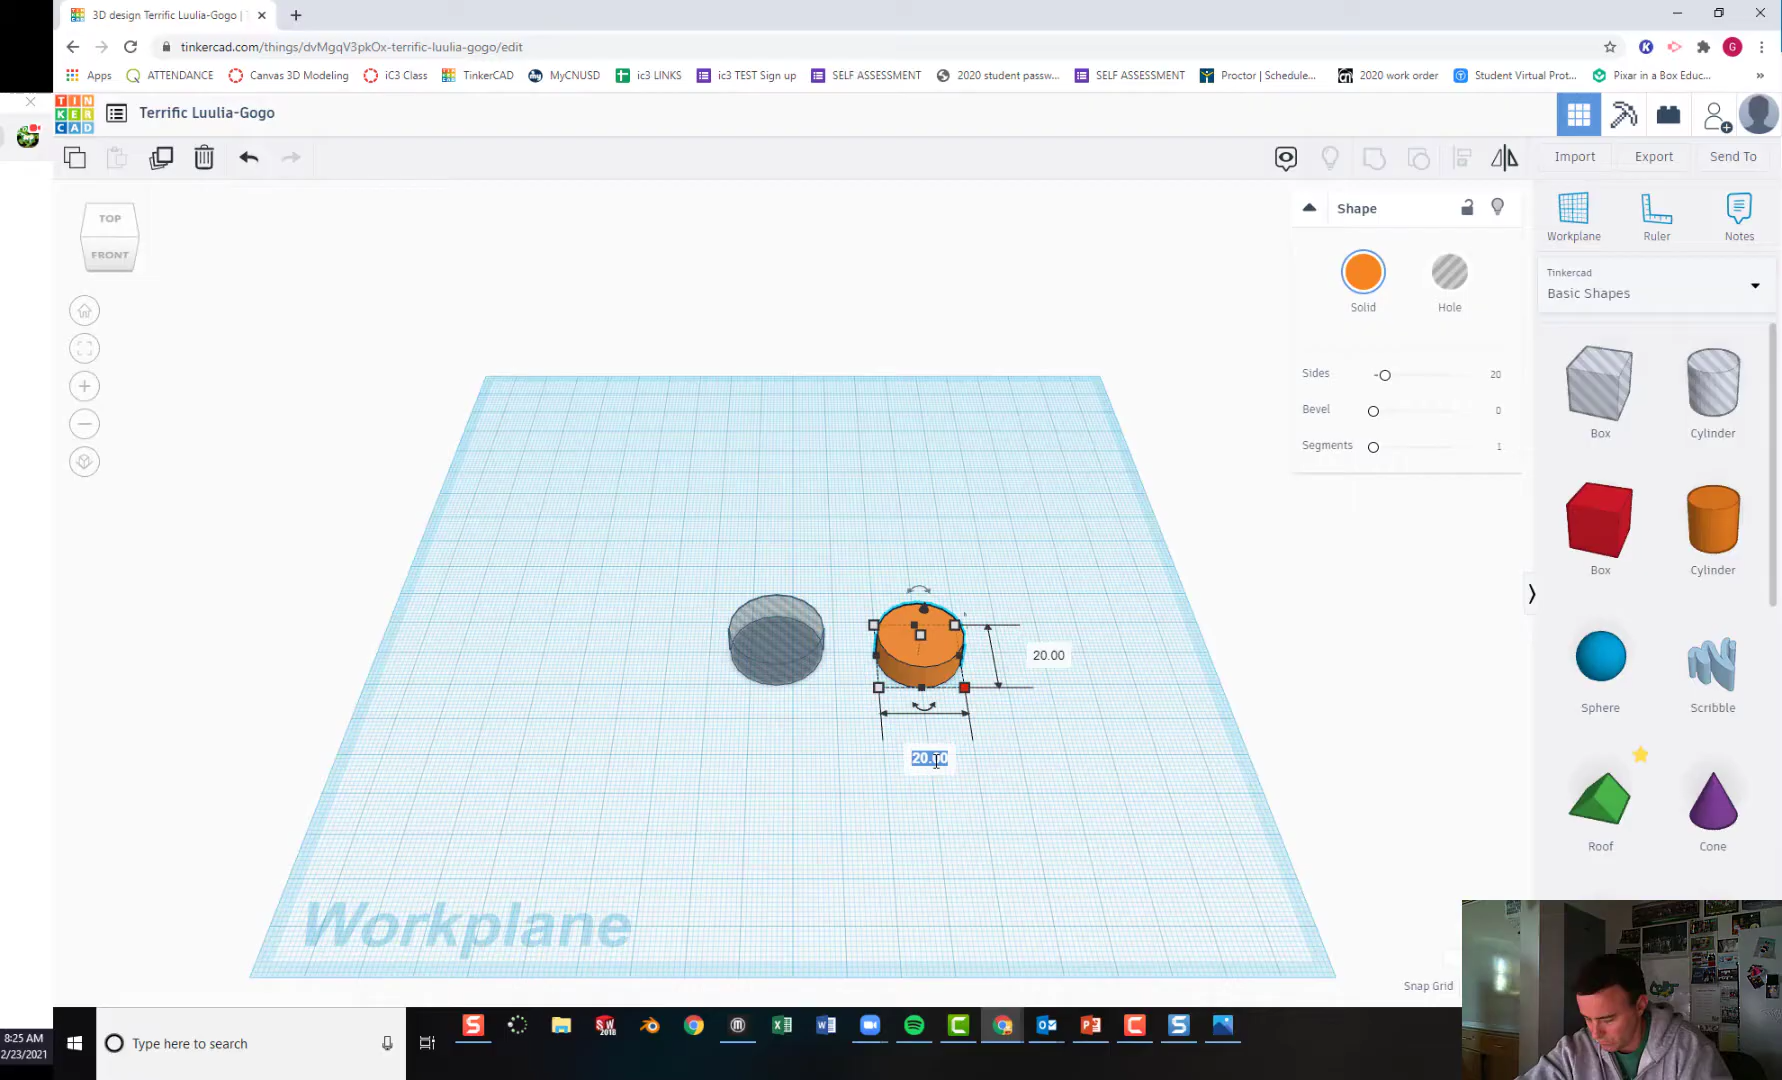 3D design Terrific Luulia-Gogo |
tinkercad.com/things/dvMgqV3pkOx-terrific-luulia-gogo/edit
G
Apps ATTENDANCE Canvas 3D Modeling ic3 Class TinkerCAD MyCNUSD ic3 LINKS ic3 TEST Sign up SELF ASSESSMENT 2020 student passw... SELF ASSESSMENT Proctor | Schedule... 2020 work order Student Virtual Prot... Pixar in a Box Educ...
TIN
KER
CAD
Terrific Luulia-Gogo
Import Export Send To
TOP
FRONT
Shape
Solid Hole
Sides 20
Bevel 0
Segments 1
Workplane Ruler Notes
Tinkercad
Basic Shapes
Box Cylinder
Box Cylinder
Sphere Scribble
Roof Cone
20.00
20.00
Workplane
Snap Grid
8:25 AM
2/23/2021
Type here to search